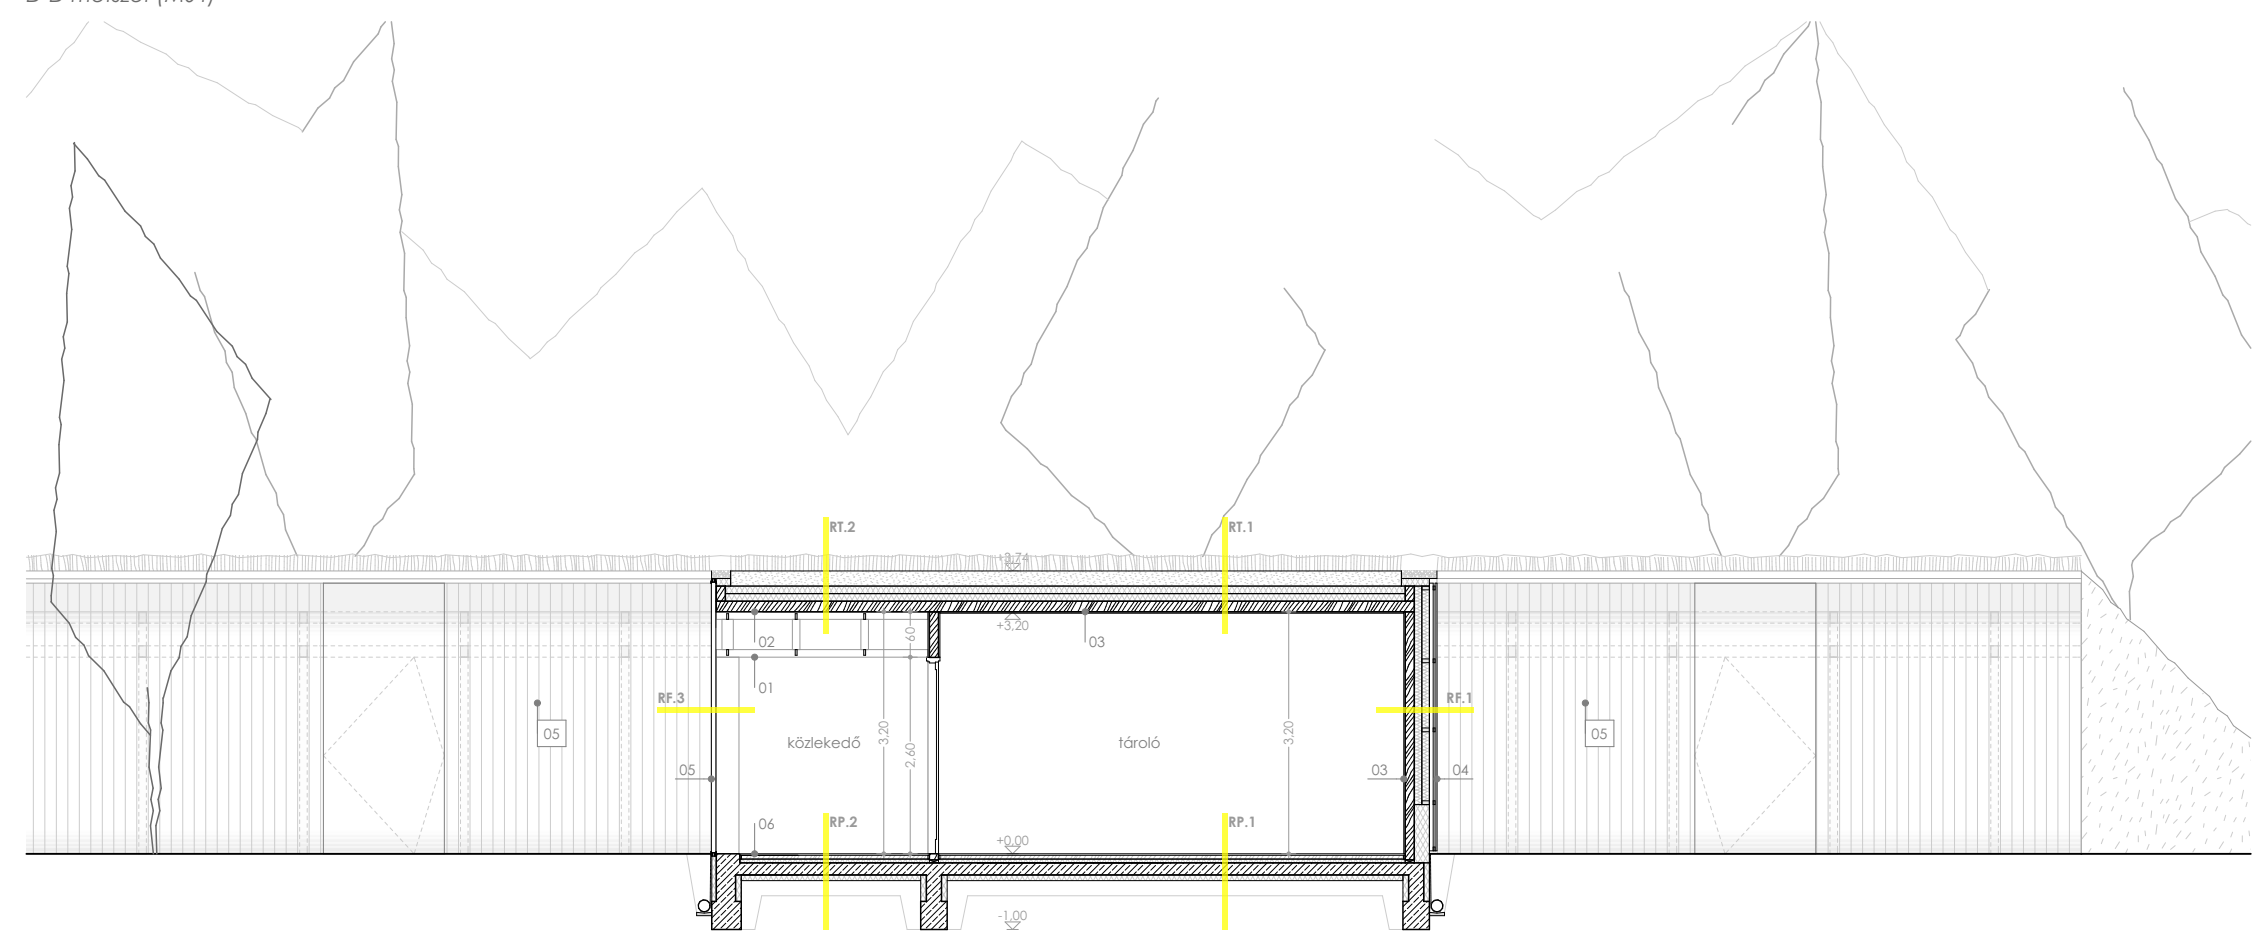 RT.2
RT.1
+3,74
02
60
+3,20
03
01
RF.3
RF.1
05
05
közlekedő
3,20
2,60
tároló
3,20
05
03
04
06
RP.2
RP.1
+0,00
-1,00